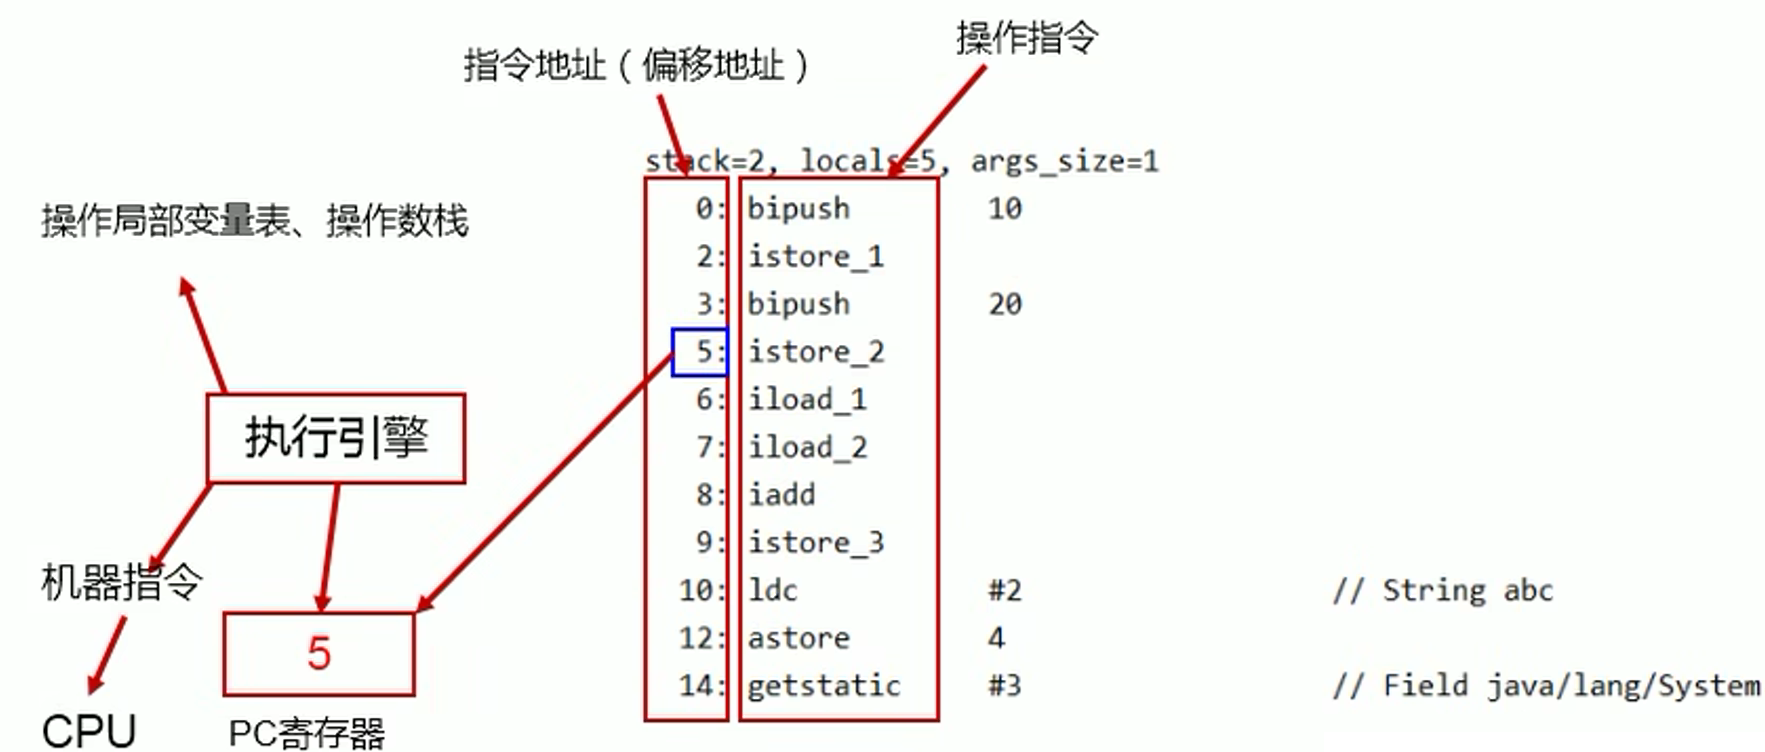 操作指令
指令地址（偏移地址）
stack=2, locals=5, args_size=1
0: bipush 10
2: istore_1
3: bipush 20
5: istore_2
6: iload_1
7: iload_2
8: iadd
9: istore_3
10: ldc #2 // String abc
12: astore 4
14: getstatic #3 // Field java/lang/System
操作局部变量表、操作数栈
执行引擎
机器指令
5
CPU
PC寄存器